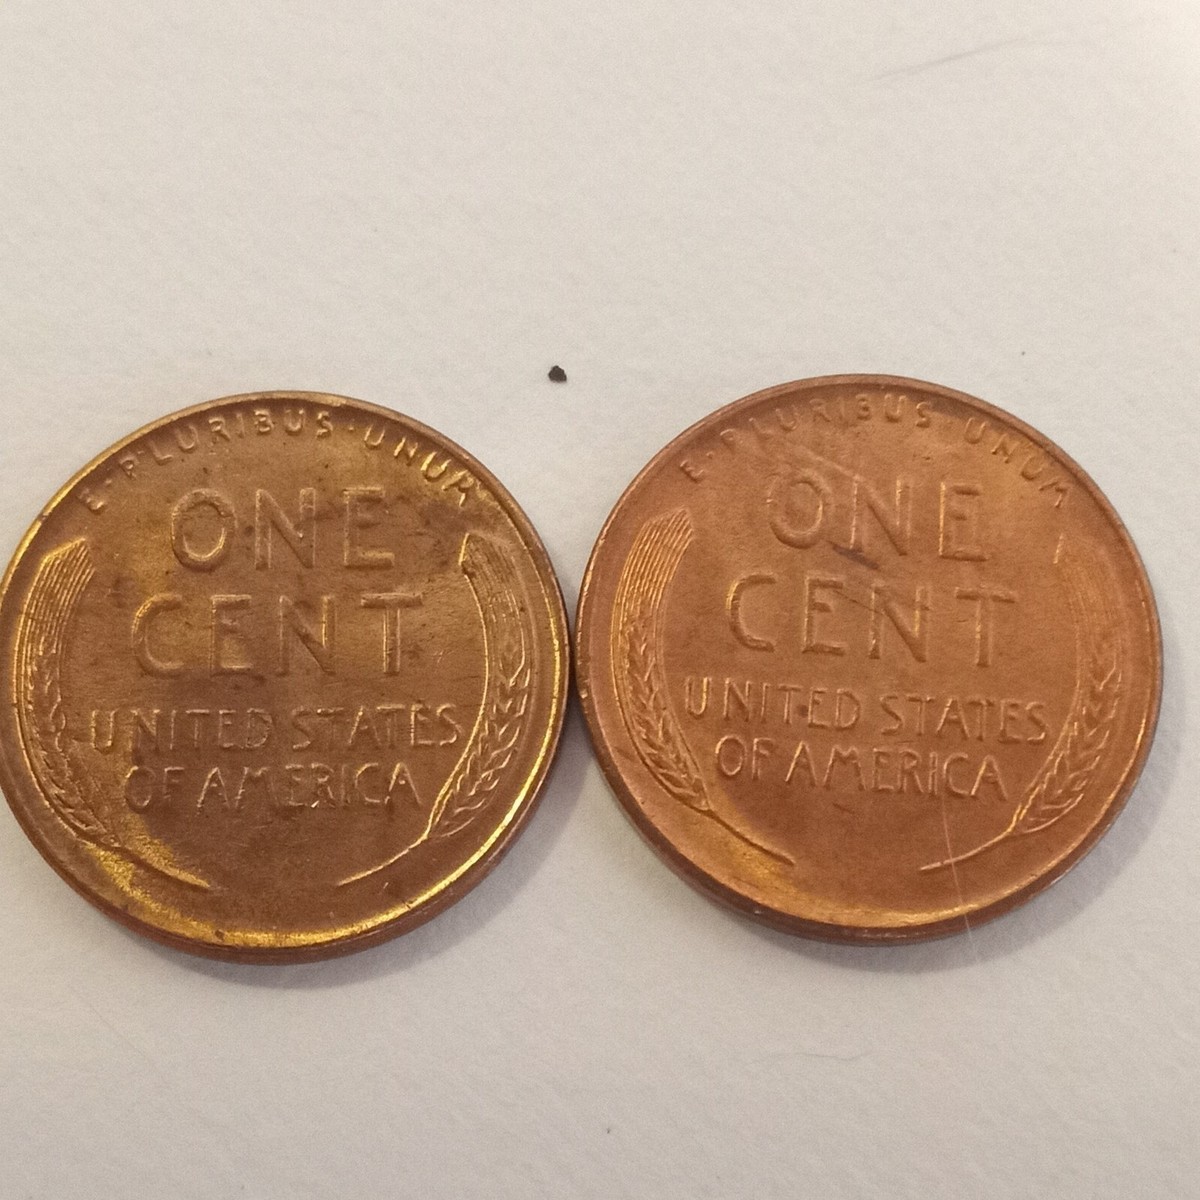 E·PLURIBUS·UNUM
ONE
CENT
UNITED STATES
OF AMERICA
E·PLURIBUS·UNUM
ONE
CENT
UNITED STATES
OF AMERICA